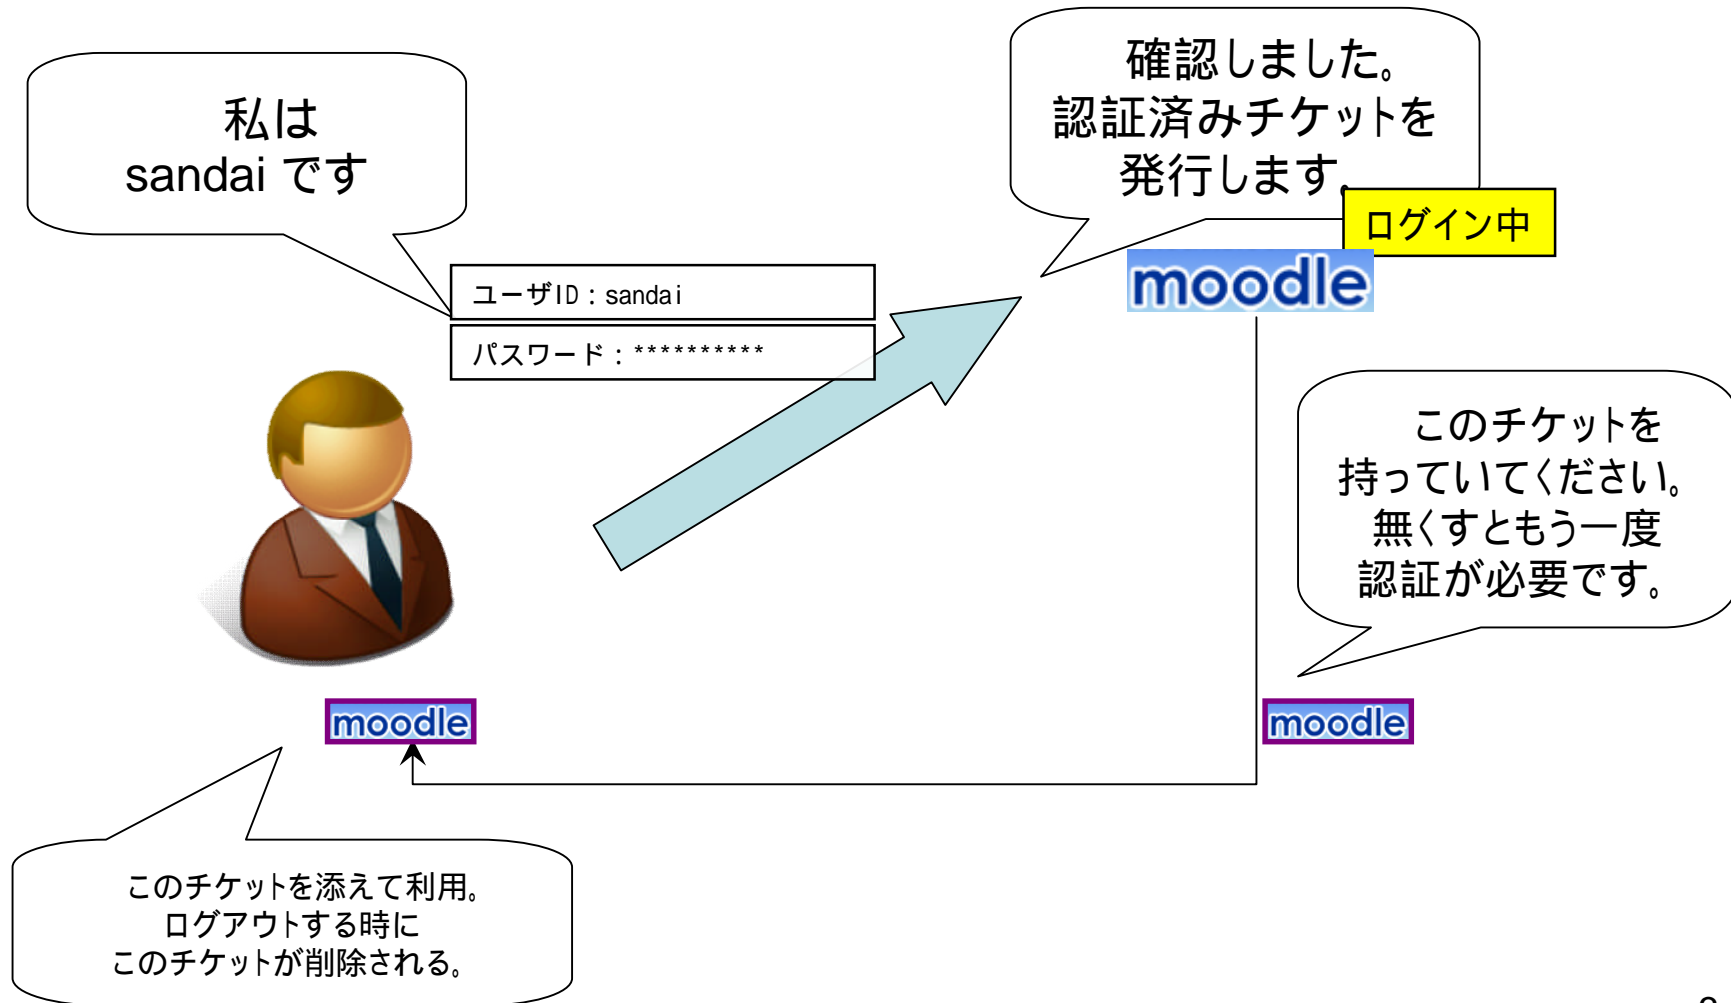 私は
sandai です
確認しました。
認証済みチケットを
発行します。
ログイン中
moodle
ユーザID：sandai
パスワード：**********
このチケットを
持っていてください。
無くすともう一度
認証が必要です。
moodle
moodle
このチケットを添えて利用。
ログアウトする時に
このチケットが削除される。